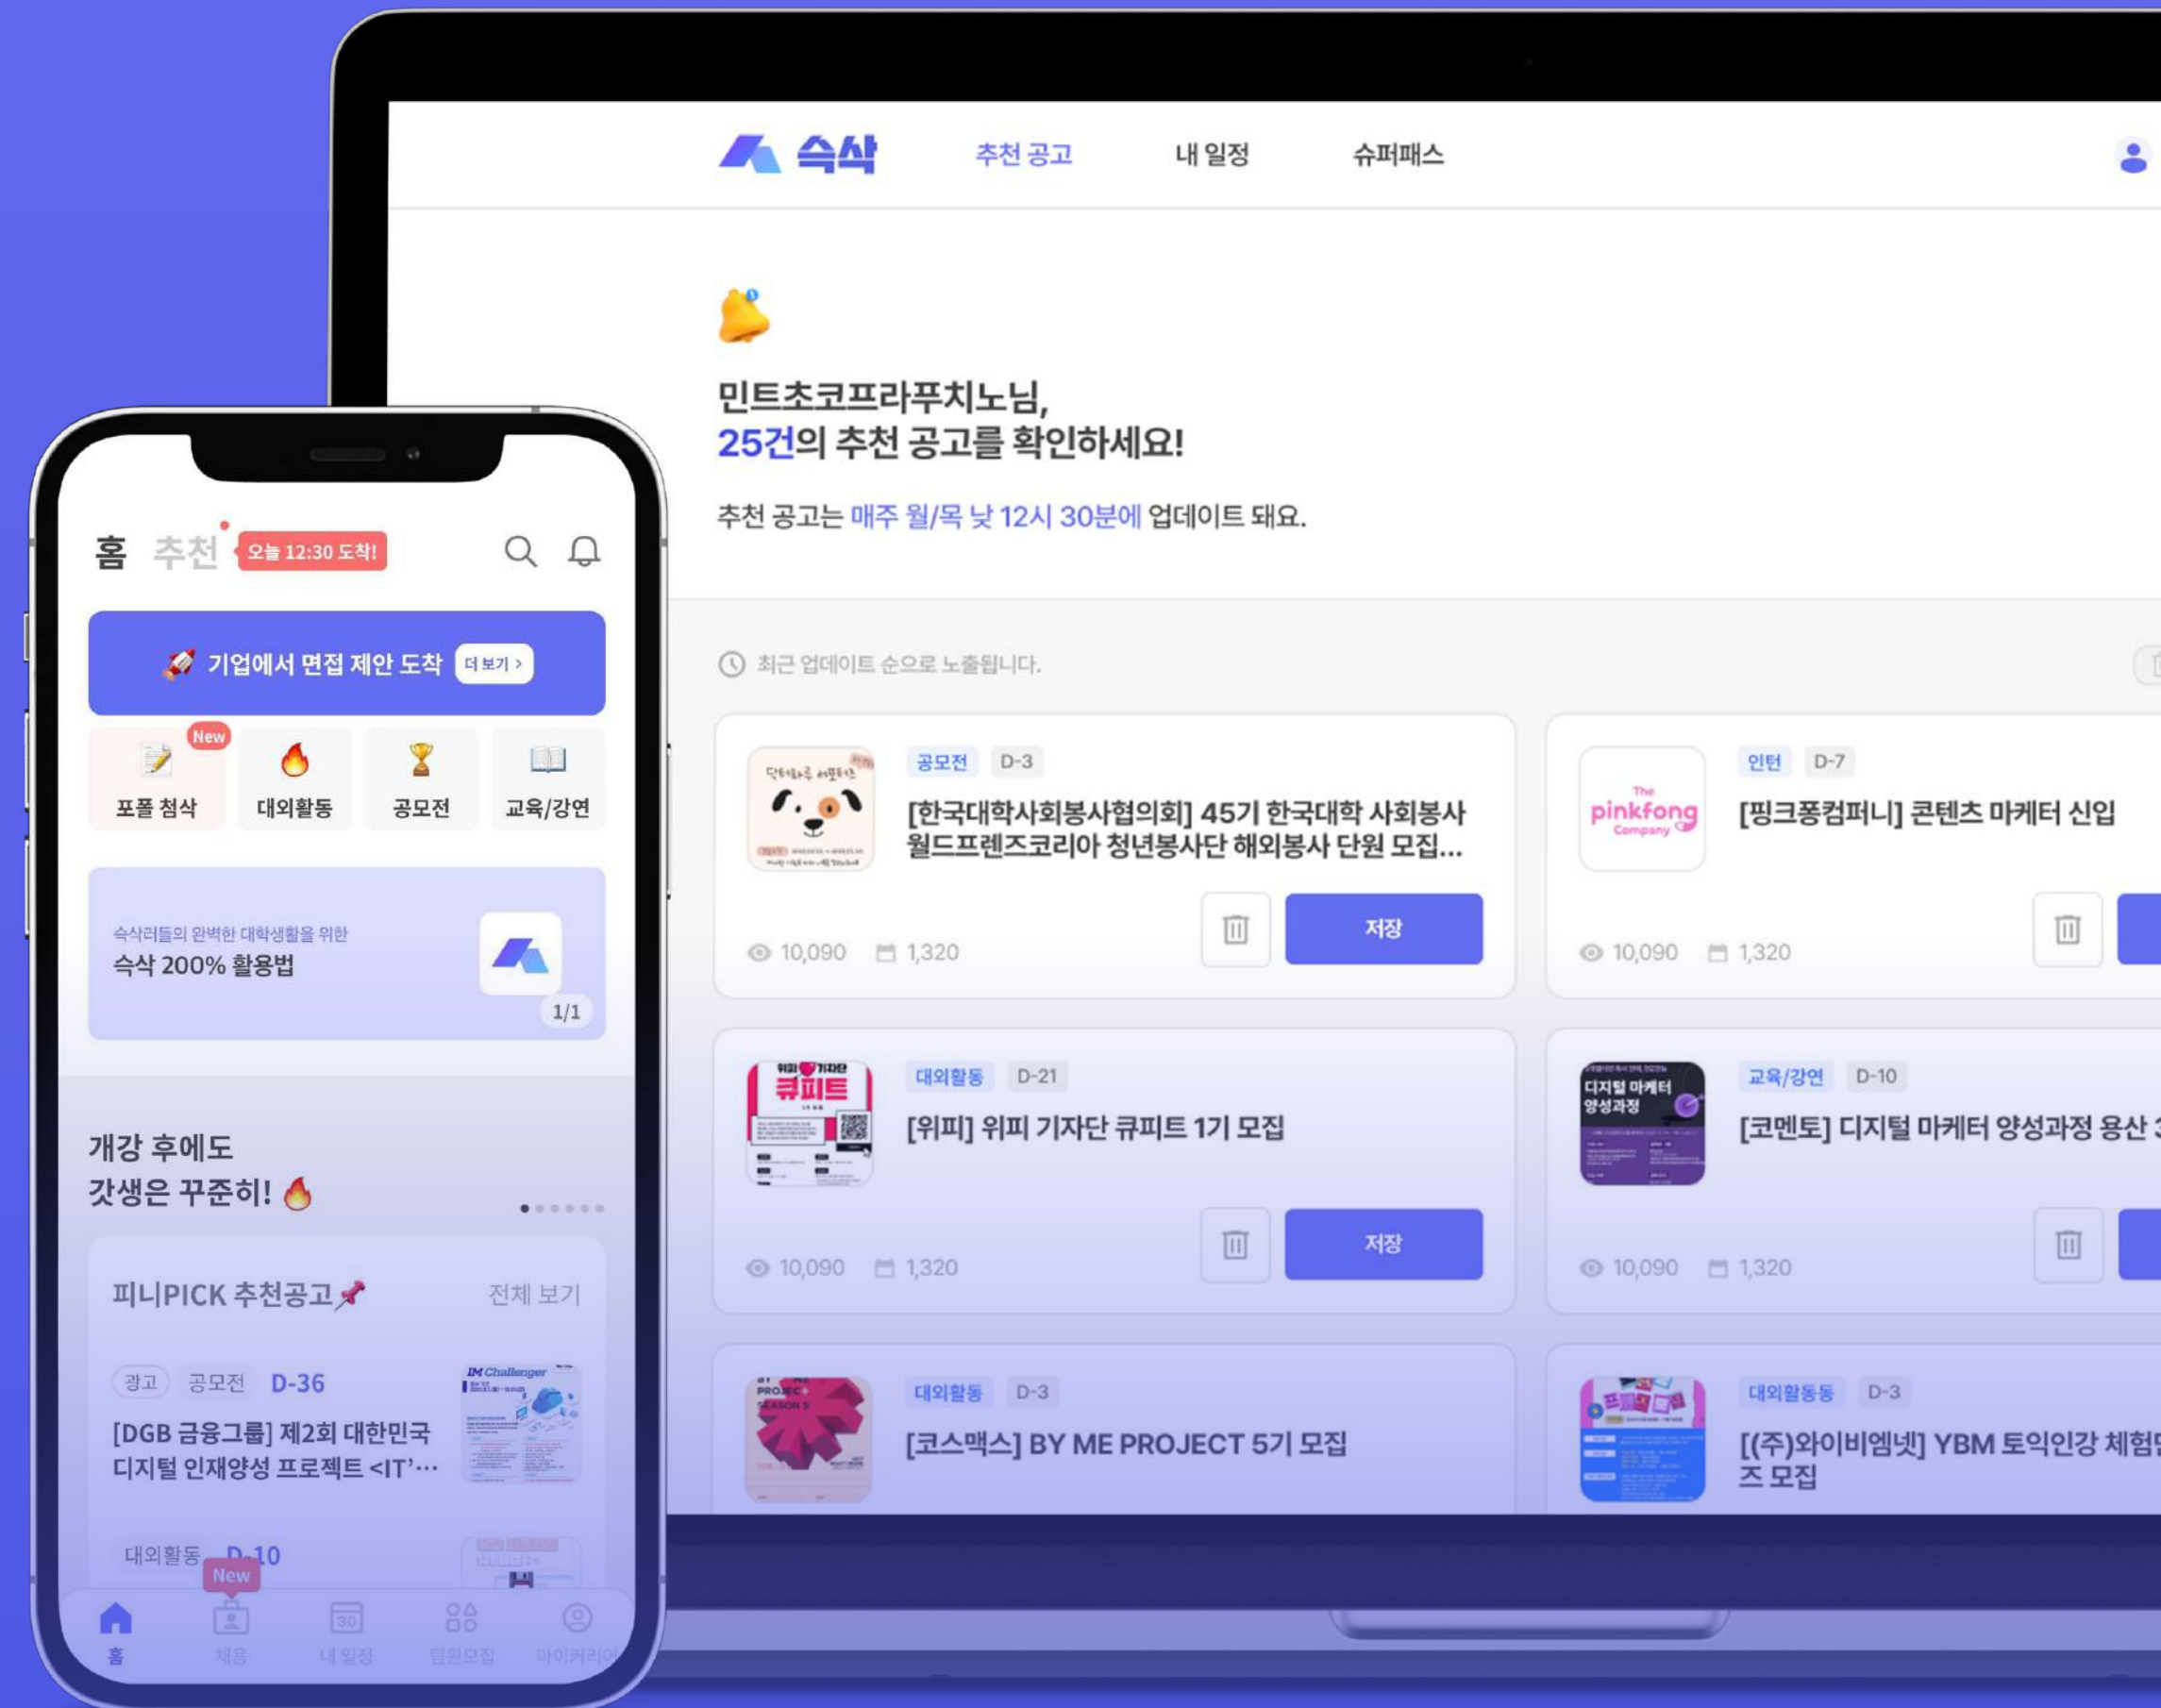 슥삭
추천 공고
내 일정
슈퍼패스
민트초코프라푸치노님,
25건의 추천 공고를 확인하세요!
추천 공고는 매주 월/목 낮 12시 30분에 업데이트 돼요.
최근 업데이트 순으로 노출됩니다.
공모전 D-3
[한국대학사회봉사협의회] 45기 한국대학 사회봉사
월드프렌즈코리아 청년봉사단 해외봉사 단원 모집...
10,090 1,320
저장
The
pinkfong
Company
인턴 D-7
[핑크퐁컴퍼니] 콘텐츠 마케터 신입
10,090 1,320
위피 기자단
큐피트
대외활동 D-21
[위피] 위피 기자단 큐피트 1기 모집
10,090 1,320
저장
디지털 마케터
양성과정
교육/강연 D-10
[코멘토] 디지털 마케터 양성과정 용산 3
10,090 1,320
BY ME
PROJEC+
SEASON 5
대외활동 D-3
[코스맥스] BY ME PROJECT 5기 모집
대외활동동 D-3
[(주)와이비엠넷] YBM 토익인강 체험단
즈 모집
홈 추천 오늘 12:30 도착!
기업에서 면접 제안 도착 더 보기 >
New
포폴 첨삭
대외활동
공모전
교육/강연
슥삭러들의 완벽한 대학생활을 위한
슥삭 200% 활용법
1/1
개강 후에도
갓생은 꾸준히!
피니PICK 추천공고
전체 보기
광고 공모전 D-36
[DGB 금융그룹] 제2회 대한민국
디지털 인재양성 프로젝트 <IT'…
IM Challenger
대외활동 D-10
New
홈
채용
30
내 일정
팀원모집
마이커리어